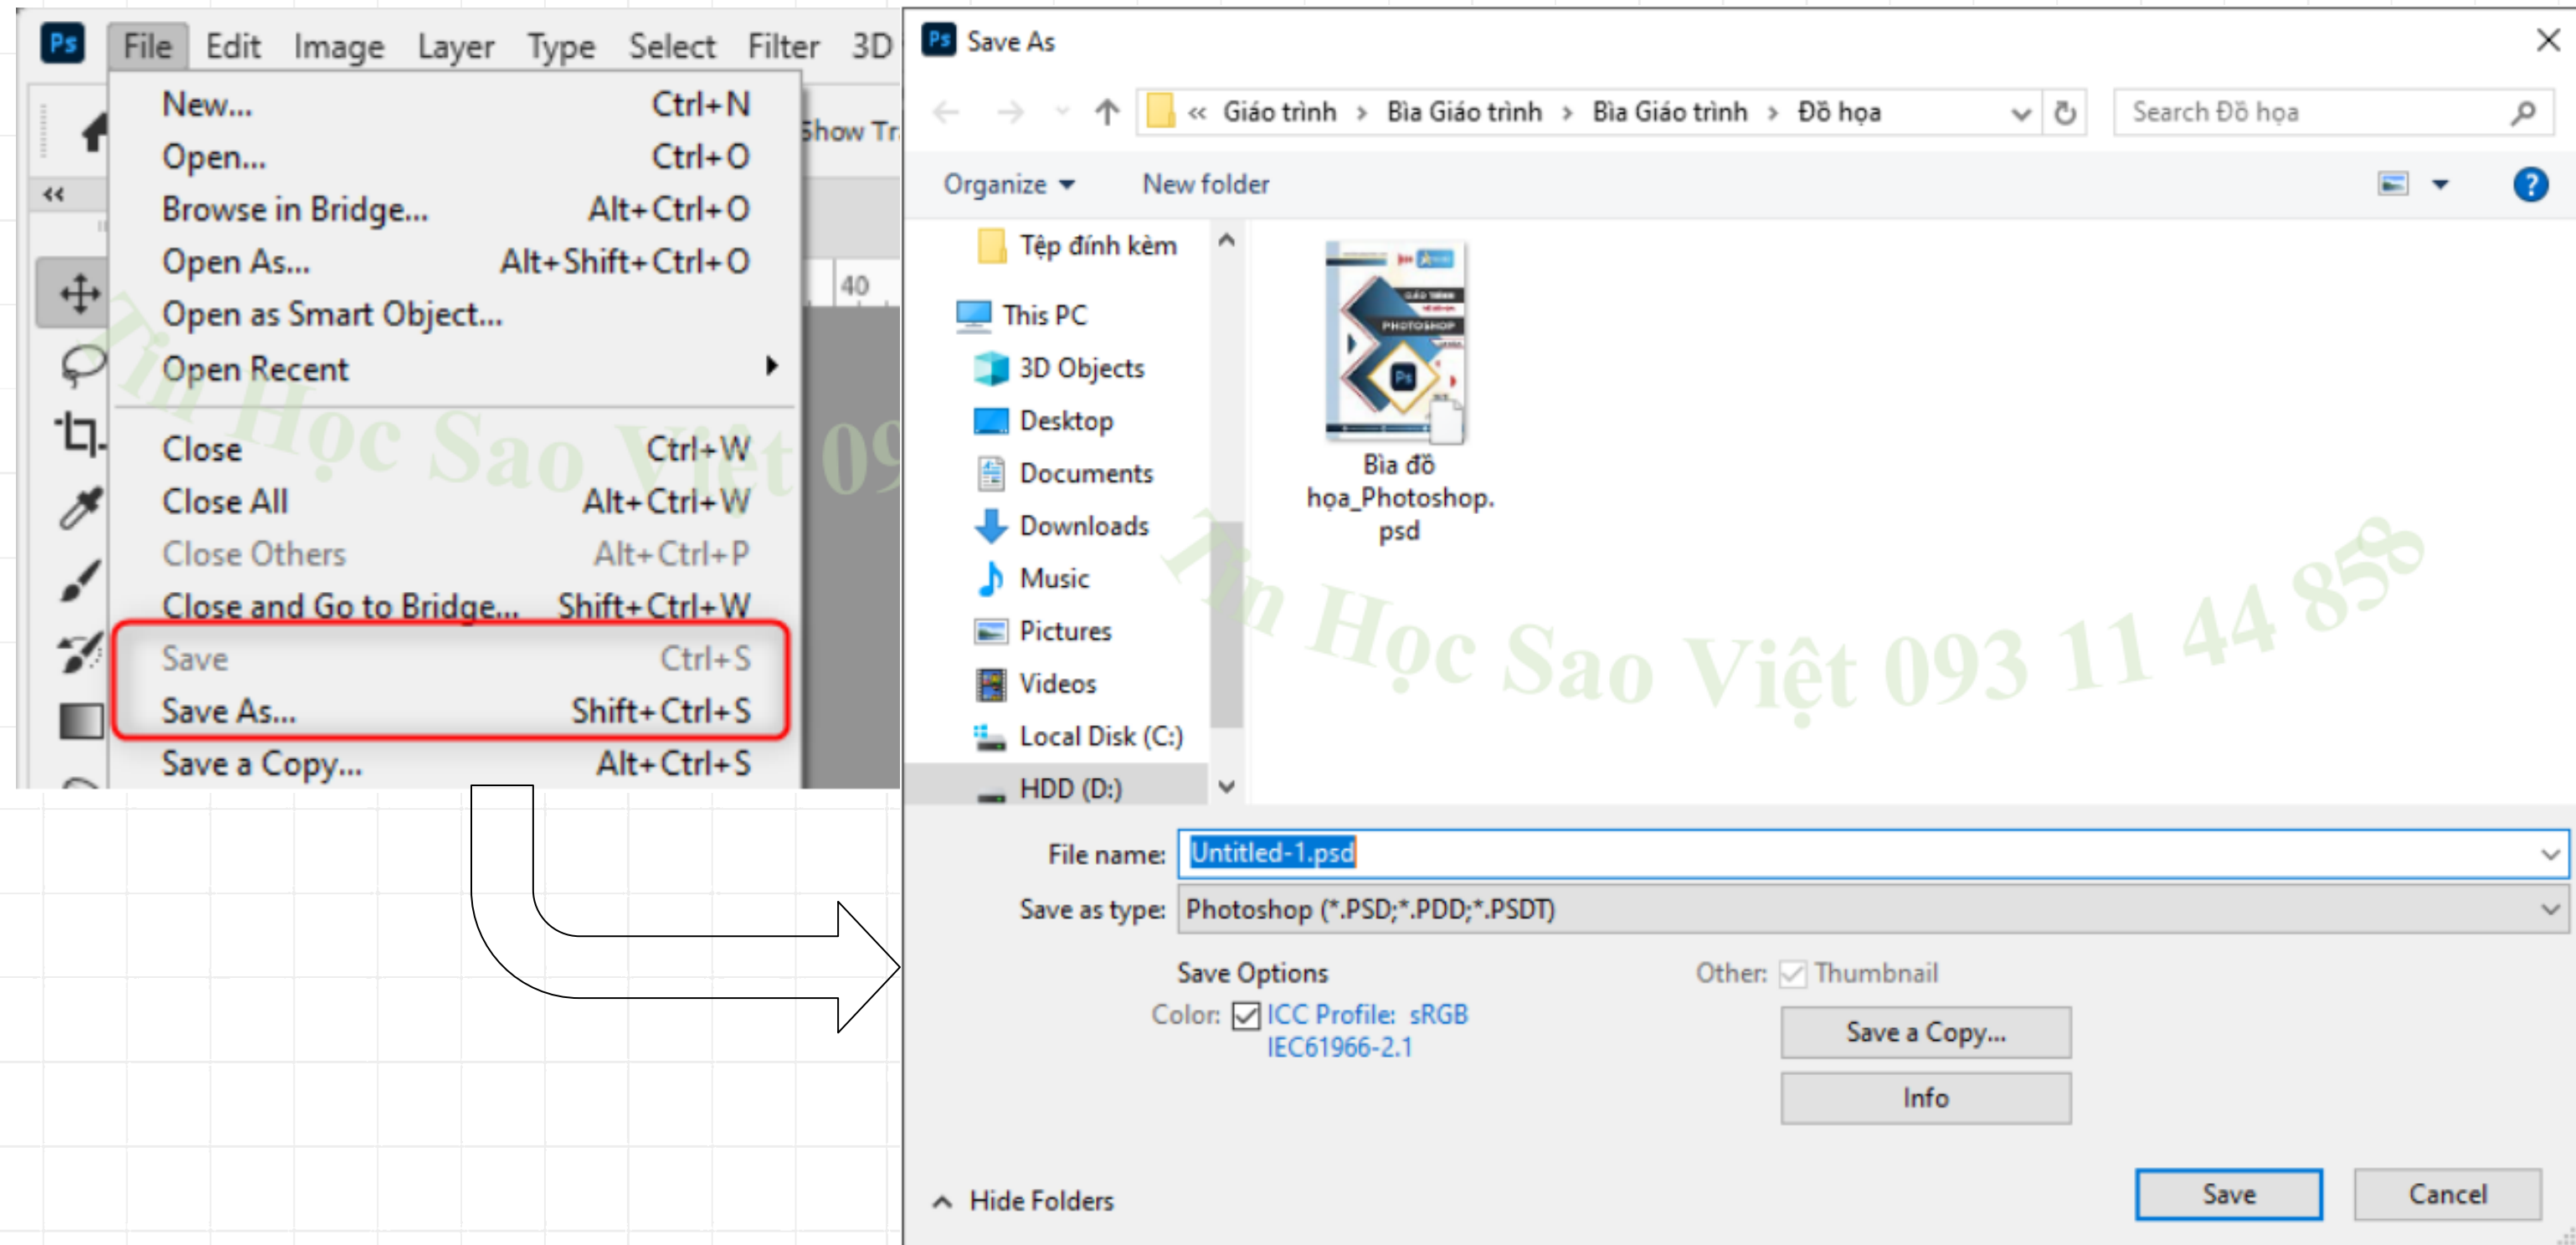 Ps File Edit Image Layer Type Select Filter 3D
New... Ctrl+N
Show Tr
Open... Ctrl+O
Browse in Bridge... Alt+Ctrl+O
Open As... Alt+Shift+Ctrl+O
40
Open as Smart Object...
Open Recent
Close Ctrl+W
Close All Alt+Ctrl+W
Close Others Alt+Ctrl+P
Close and Go to Bridge... Shift+Ctrl+W
Save Ctrl+S
Save As... Shift+Ctrl+S
Save a Copy... Alt+Ctrl+S
Tin Học Sao Việt 09
Ps Save As
« Giáo trình › Bìa Giáo trình › Bìa Giáo trình › Đồ họa
Search Đồ họa
Organize New folder
?
Tệp đính kèm
This PC
3D Objects
Desktop
Documents
Downloads
Music
Pictures
Videos
Local Disk (C:)
HDD (D:)
GIÁO TRÌNH
PHOTOSHOP
Ps
Bìa đồ
họa_Photoshop.
psd
Tin Học Sao Việt 093 11 44 858
File name: Untitled-1.psd
Save as type: Photoshop (*.PSD;*.PDD;*.PSDT)
Save Options
Color: ICC Profile: sRGB
IEC61966-2.1
Other: Thumbnail
Save a Copy...
Info
Hide Folders
Save Cancel